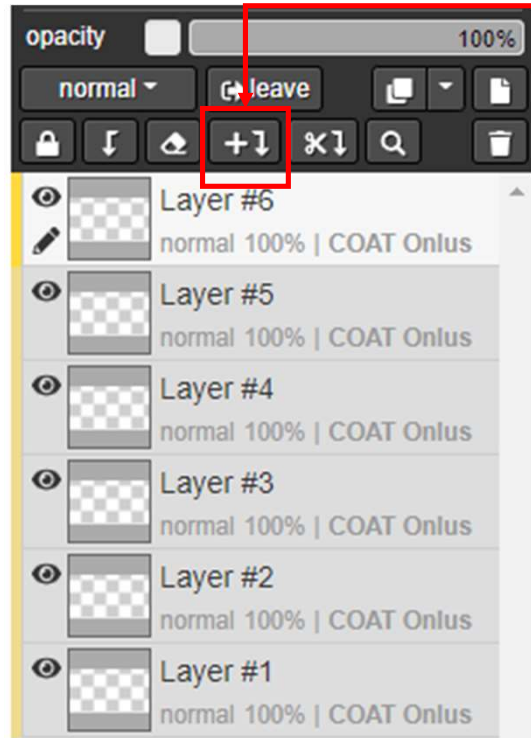 opacity 100%
normal leave
Layer #6
normal 100% | COAT Onlus
Layer #5
normal 100% | COAT Onlus
Layer #4
normal 100% | COAT Onlus
Layer #3
normal 100% | COAT Onlus
Layer #2
normal 100% | COAT Onlus
Layer #1
normal 100% | COAT Onlus